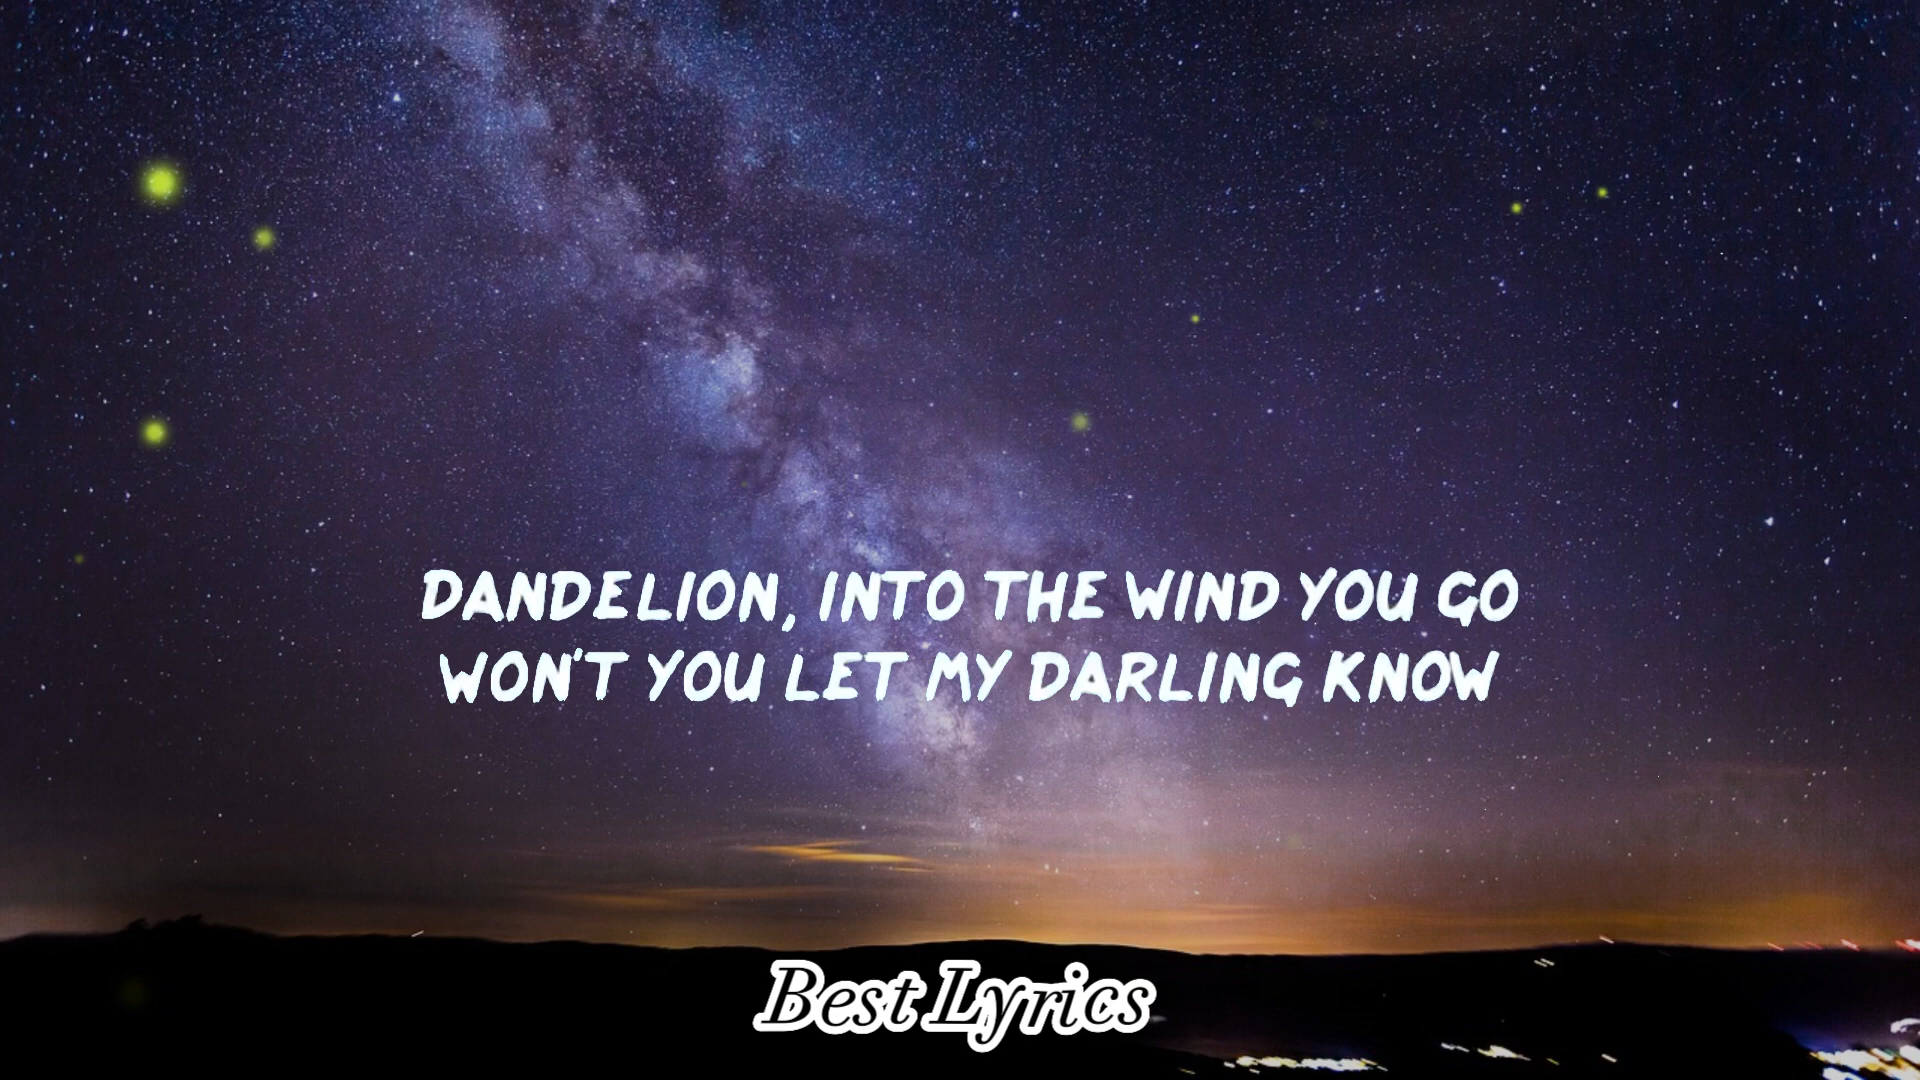 DANDELION, INTO THE WIND YOU GO
WON'T YOU LET MY DARLING KNOW
Best Lyrics